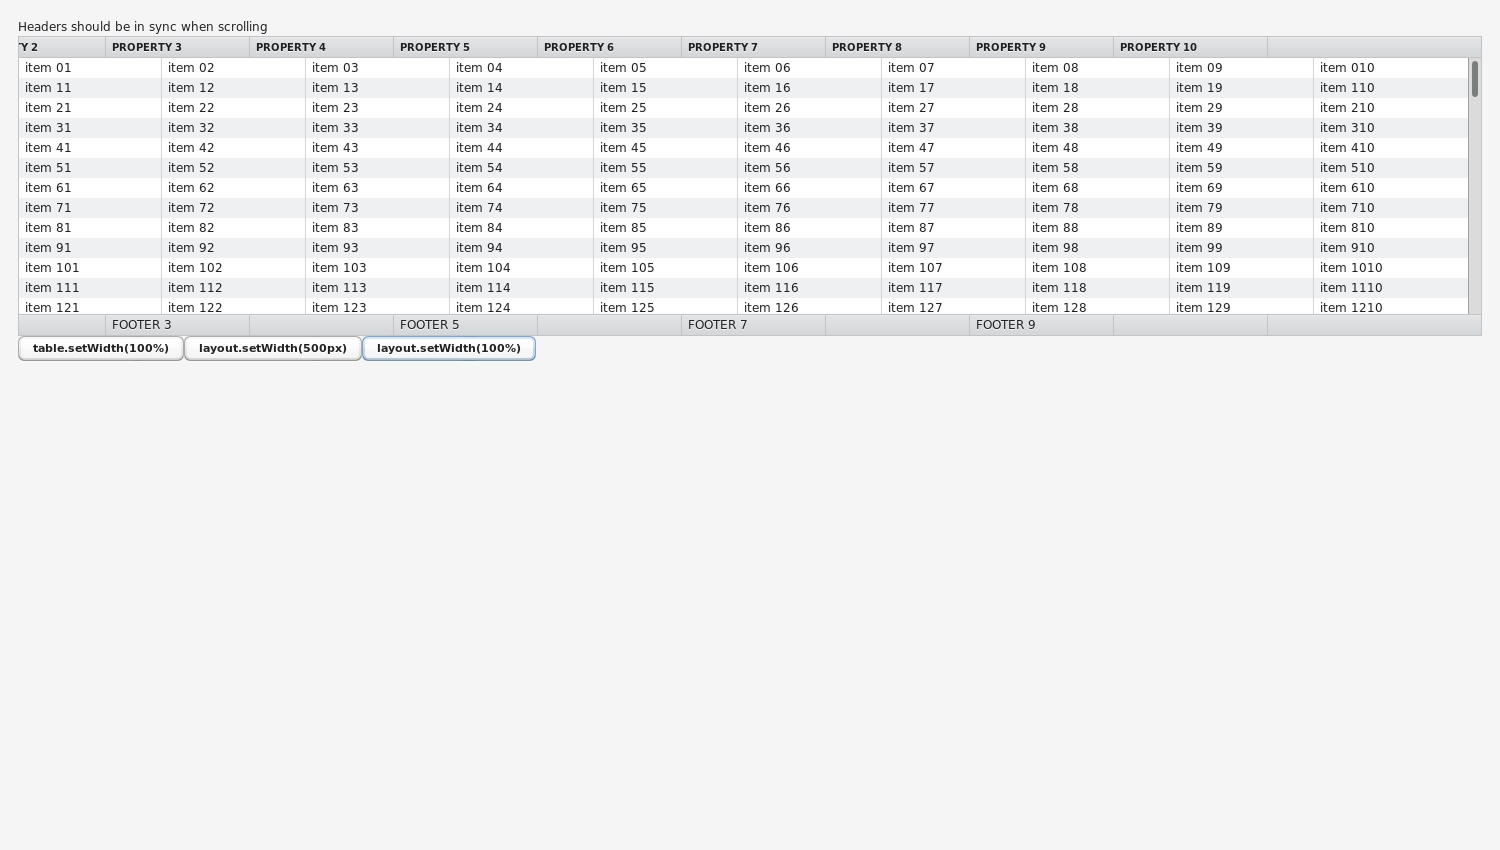 Headers should be in sync when scrolling
Y 2 PROPERTY 3 PROPERTY 4 PROPERTY 5 PROPERTY 6 PROPERTY 7 PROPERTY 8 PROPERTY 9 PROPERTY 10
item 01 item 02 item 03 item 04 item 05 item 06 item 07 item 08 item 09 item 010
item 11 item 12 item 13 item 14 item 15 item 16 item 17 item 18 item 19 item 110
item 21 item 22 item 23 item 24 item 25 item 26 item 27 item 28 item 29 item 210
item 31 item 32 item 33 item 34 item 35 item 36 item 37 item 38 item 39 item 310
item 41 item 42 item 43 item 44 item 45 item 46 item 47 item 48 item 49 item 410
item 51 item 52 item 53 item 54 item 55 item 56 item 57 item 58 item 59 item 510
item 61 item 62 item 63 item 64 item 65 item 66 item 67 item 68 item 69 item 610
item 71 item 72 item 73 item 74 item 75 item 76 item 77 item 78 item 79 item 710
item 81 item 82 item 83 item 84 item 85 item 86 item 87 item 88 item 89 item 810
item 91 item 92 item 93 item 94 item 95 item 96 item 97 item 98 item 99 item 910
item 101 item 102 item 103 item 104 item 105 item 106 item 107 item 108 item 109 item 1010
item 111 item 112 item 113 item 114 item 115 item 116 item 117 item 118 item 119 item 1110
item 121 item 122 item 123 item 124 item 125 item 126 item 127 item 128 item 129 item 1210
FOOTER 3 FOOTER 5 FOOTER 7 FOOTER 9
table.setWidth(100%) layout.setWidth(500px) layout.setWidth(100%)